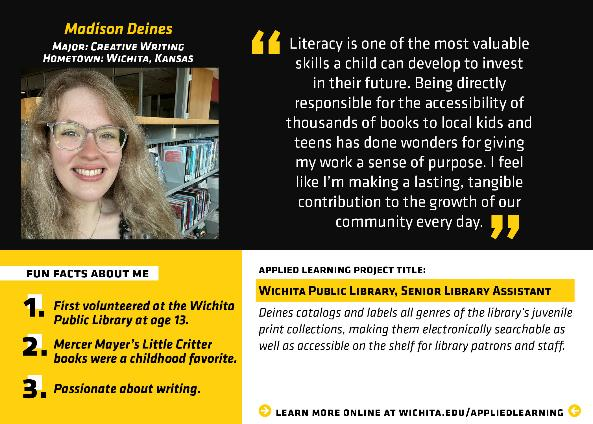 Madison Deines
Major: Creative Writing
Hometown: Wichita, Kansas
“ Literacy is one of the most valuable
skills a child can develop to invest
in their future. Being directly
responsible for the accessibility of
thousands of books to local kids and
teens has done wonders for giving
my work a sense of purpose. I feel
like I'm making a lasting, tangible
contribution to the growth of our
community every day. ”
FUN FACTS ABOUT ME
1. First volunteered at the Wichita
Public Library at age 13.
2. Mercer Mayer's Little Critter
books were a childhood favorite.
3. Passionate about writing.
APPLIED LEARNING PROJECT TITLE:
Wichita Public Library, Senior Library Assistant
Deines catalogs and labels all genres of the library's juvenile
print collections, making them electronically searchable as
well as accessible on the shelf for library patrons and staff.
LEARN MORE ONLINE AT WICHITA.EDU/APPLIEDLEARNING